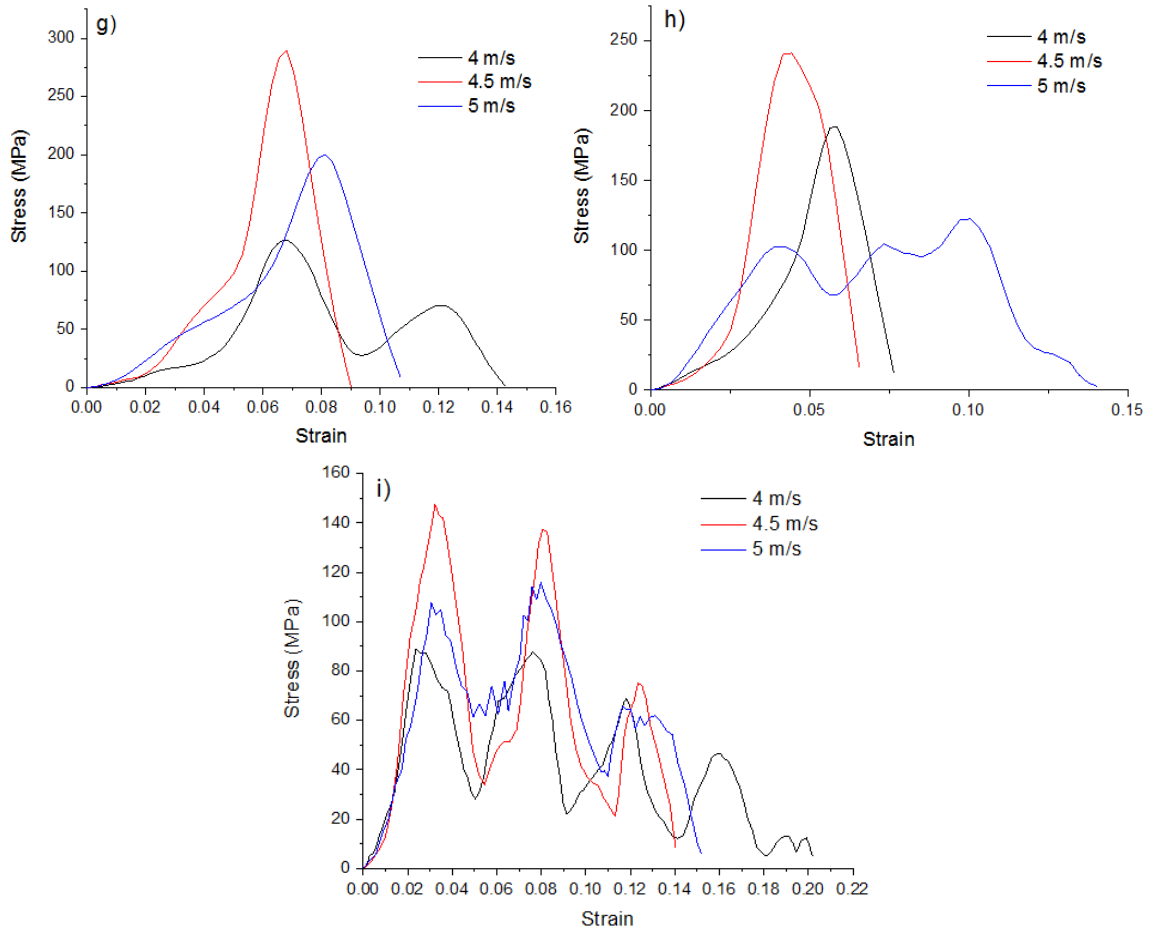 g)
4 m/s
4.5 m/s
5 m/s
300
250
200
150
100
50
0
Stress (MPa)
0.00 0.02 0.04 0.06 0.08 0.10 0.12 0.14 0.16
Strain
h)
4 m/s
4.5 m/s
5 m/s
250
200
150
100
50
0
Stress (MPa)
0.00 0.05 0.10 0.15
Strain
i)
4 m/s
4.5 m/s
5 m/s
160
140
120
100
80
60
40
20
0
Stress (MPa)
0.00 0.02 0.04 0.06 0.08 0.10 0.12 0.14 0.16 0.18 0.20 0.22
Strain